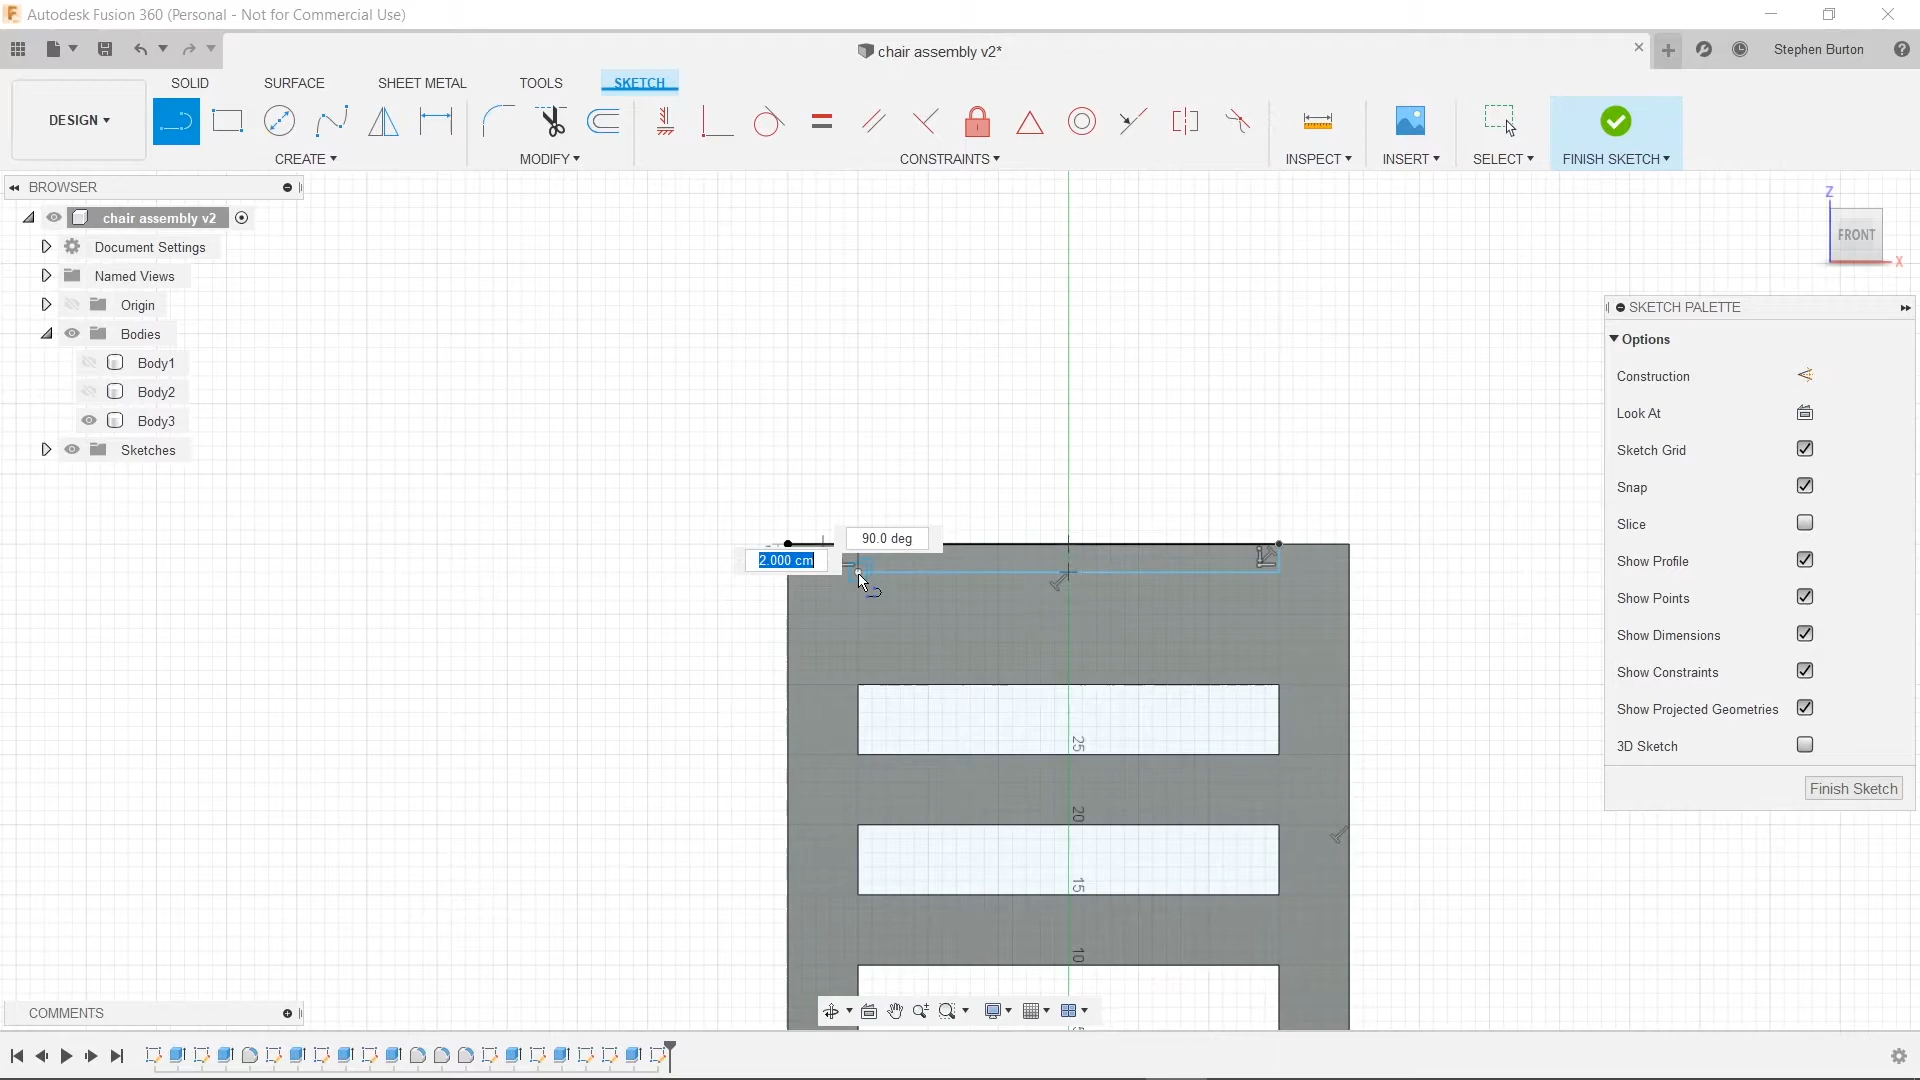 Autodesk Fusion 360 (Personal - Not for Commercial Use)
chair assembly v2*
Stephen Burton
SOLID
SURFACE
SHEET METAL
TOOLS
SKETCH
DESIGN
CREATE
MODIFY
CONSTRAINTS
INSPECT
INSERT
SELECT
FINISH SKETCH
BROWSER
chair assembly v2
Document Settings
Named Views
Origin
Bodies
Body1
Body2
Body3
Sketches
Z
FRONT
X
SKETCH PALETTE
Options
Construction
Look At
Sketch Grid
Snap
Slice
Show Profile
Show Points
Show Dimensions
Show Constraints
Show Projected Geometries
3D Sketch
Finish Sketch
90.0 deg
2.000 cm
25
20
15
10
COMMENTS